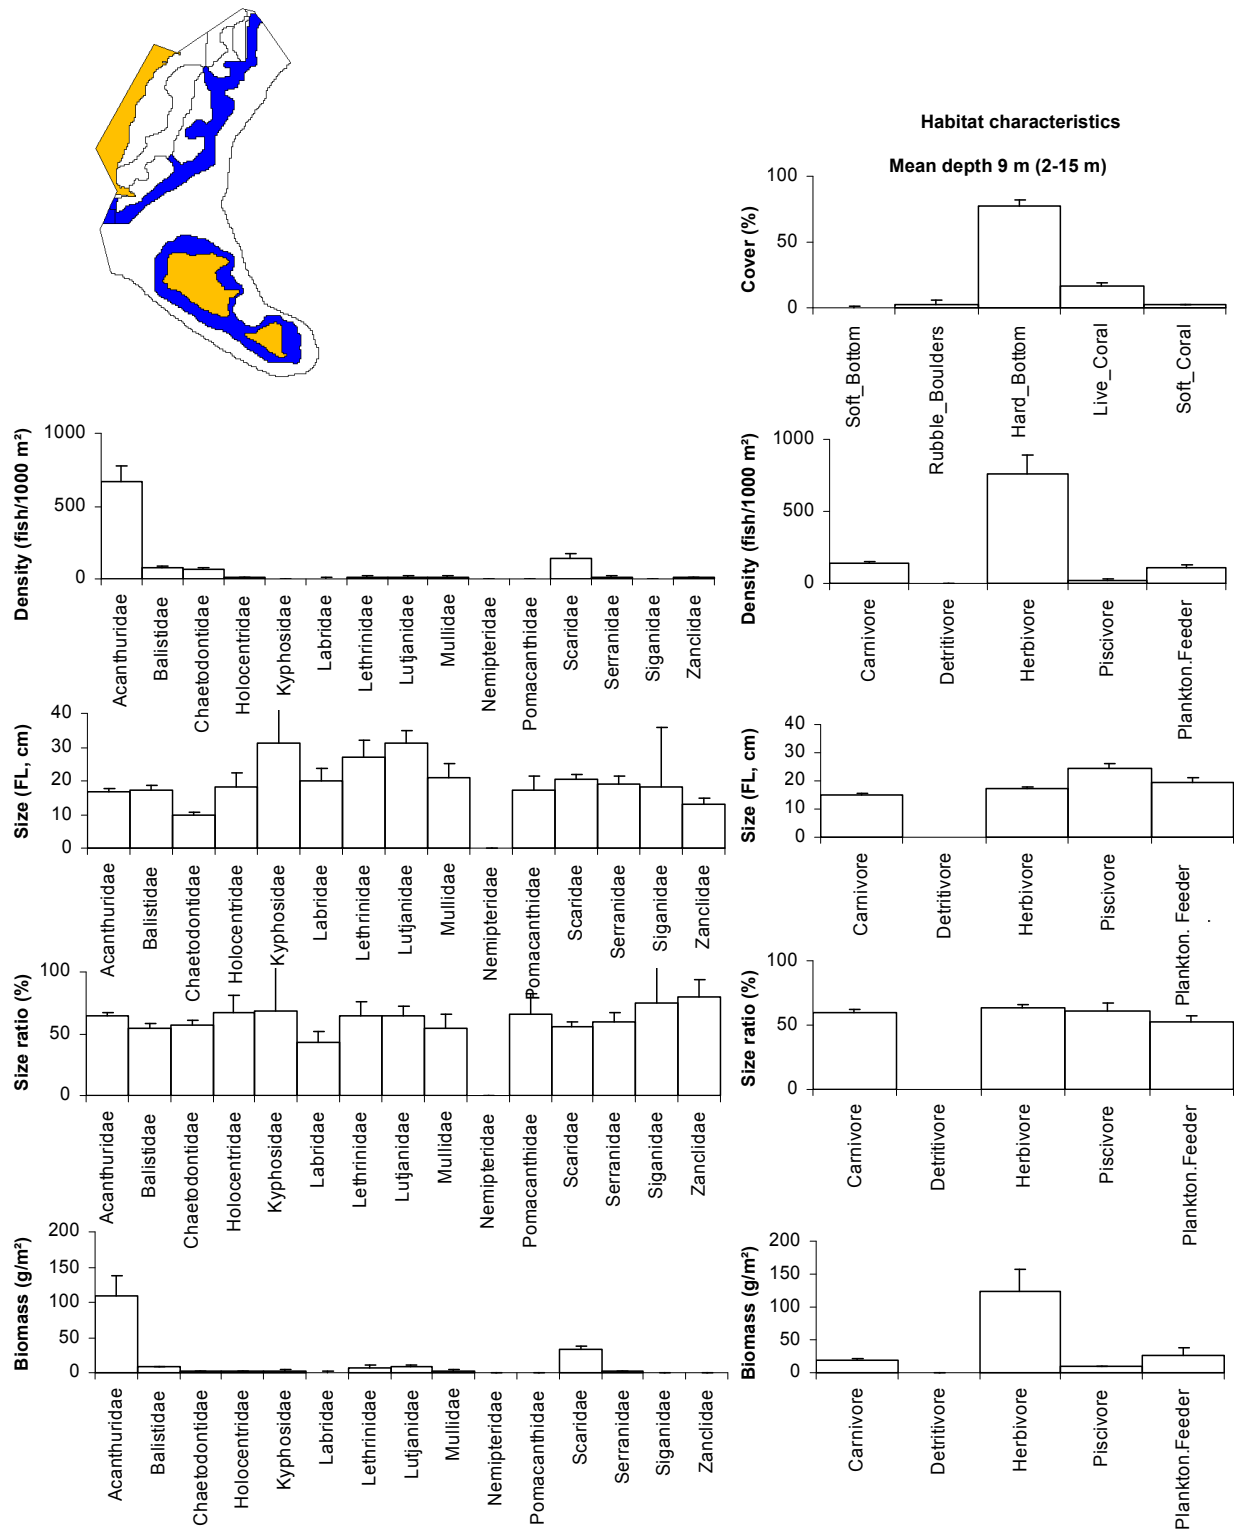 Habitat characteristics
Mean depth 9 m (2-15 m)
Cover (%)
100
50
0
Soft_Bottom
Rubble_Boulders
Hard_Bottom
Live_Coral
Soft_Coral
Density (fish/1000 m²)
1000
500
0
Acanthuridae
Balistidae
Chaetodontidae
Holocentridae
Kyphosidae
Labridae
Lethrinidae
Lutjanidae
Mullidae
Nemipteridae
Pomacanthidae
Scaridae
Serranidae
Siganidae
Zanclidae
Density (fish/1000 m²)
1000
500
0
Carnivore
Detritivore
Herbivore
Piscivore
Plankton.Feeder
Size (FL, cm)
40
30
20
10
0
Acanthuridae
Balistidae
Chaetodontidae
Holocentridae
Kyphosidae
Labridae
Lethrinidae
Lutjanidae
Mullidae
Nemipteridae
Pomacanthidae
Scaridae
Serranidae
Siganidae
Zanclidae
Size (FL, cm)
40
30
20
10
0
Carnivore
Detritivore
Herbivore
Piscivore
Plankton. Feeder
Size ratio (%)
100
50
0
Acanthuridae
Balistidae
Chaetodontidae
Holocentridae
Kyphosidae
Labridae
Lethrinidae
Lutjanidae
Mullidae
Nemipteridae
Pomacanthidae
Scaridae
Serranidae
Siganidae
Zanclidae
Size ratio (%)
100
50
0
Carnivore
Detritivore
Herbivore
Piscivore
Plankton.Feeder
Biomass (g/m²)
200
150
100
50
0
Acanthuridae
Balistidae
Chaetodontidae
Holocentridae
Kyphosidae
Labridae
Lethrinidae
Lutjanidae
Mullidae
Nemipteridae
Pomacanthidae
Scaridae
Serranidae
Siganidae
Zanclidae
Biomass (g/m²)
200
150
100
50
0
Carnivore
Detritivore
Herbivore
Piscivore
Plankton.Feeder